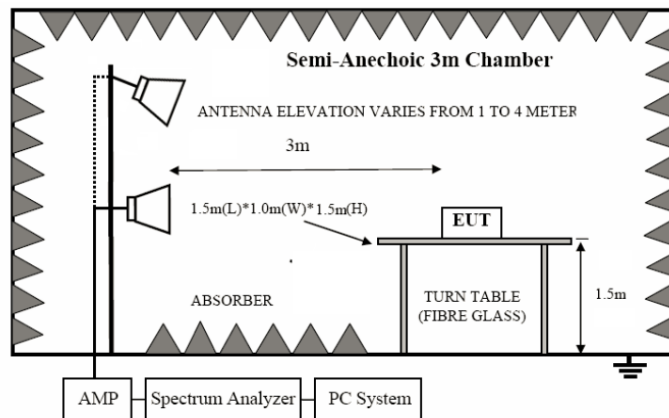 Semi-Anechoic 3m Chamber
ANTENNA ELEVATION VARIES FROM 1 TO 4 METER
3m
1.5m(L)*1.0m(W)*1.5m(H)
EUT
ABSORBER
TURN TABLE
(FIBRE GLASS)
1.5m
AMP
Spectrum Analyzer
PC System